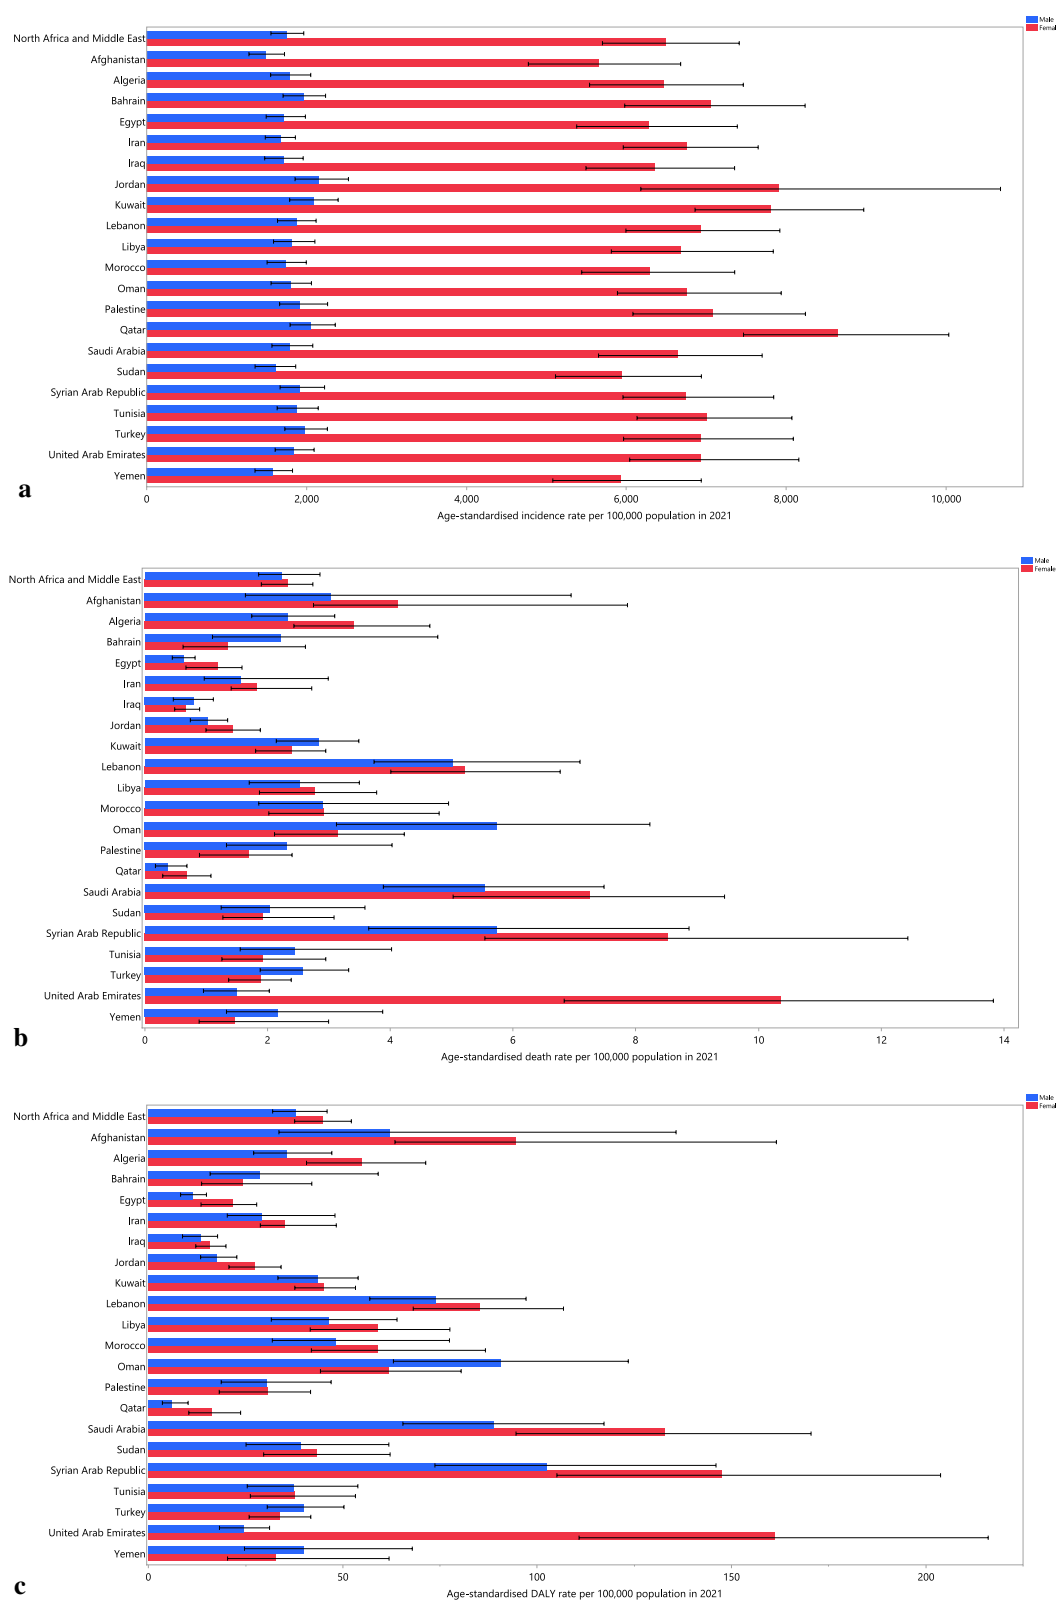 Male
Femal
North Africa and Middle East
Afghanistan
Algeria
Bahrain
Egypt
Iran
Iraq
Jordan
Kuwait
Lebanon
Libya
Morocco
Oman
Palestine
Qatar
Saudi Arabia
Sudan
Syrian Arab Republic
Tunisia
Turkey
United Arab Emirates
Yemen
a
0 2,000 4,000 6,000 8,000 10,000
Age-standardised incidence rate per 100,000 population in 2021
Male
Female
North Africa and Middle East
Afghanistan
Algeria
Bahrain
Egypt
Iran
Iraq
Jordan
Kuwait
Lebanon
Libya
Morocco
Oman
Palestine
Qatar
Saudi Arabia
Sudan
Syrian Arab Republic
Tunisia
Turkey
United Arab Emirates
Yemen
b
0 2 4 6 8 10 12 14
Age-standardised death rate per 100,000 population in 2021
Male
Femal
North Africa and Middle East
Afghanistan
Algeria
Bahrain
Egypt
Iran
Iraq
Jordan
Kuwait
Lebanon
Libya
Morocco
Oman
Palestine
Qatar
Saudi Arabia
Sudan
Syrian Arab Republic
Tunisia
Turkey
United Arab Emirates
Yemen
c
0 50 100 150 200
Age-standardised DALY rate per 100,000 population in 2021